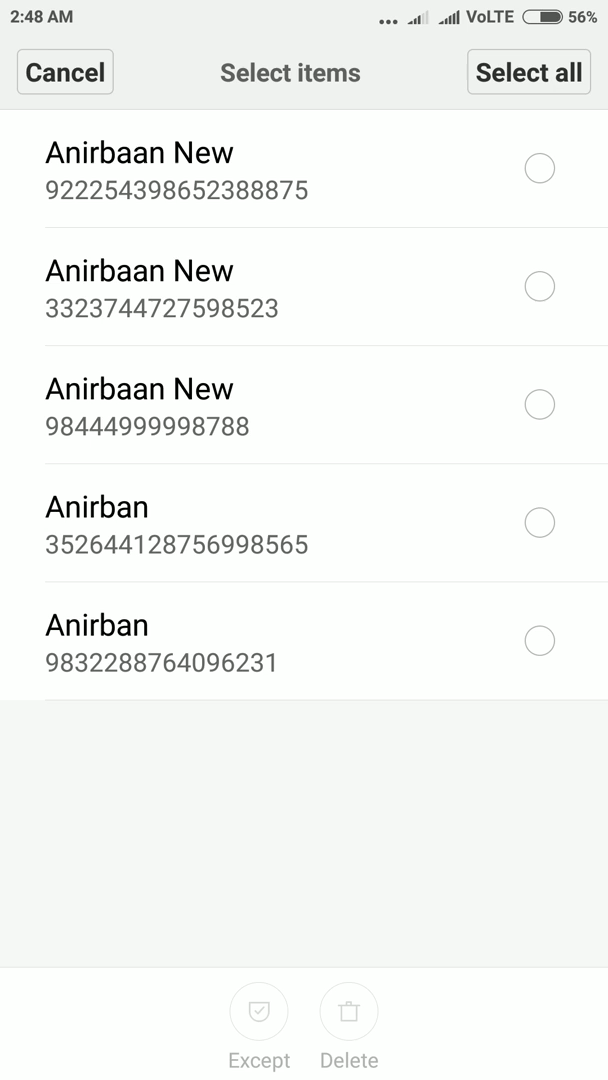 2:48 AM ... VoLTE 56%
Cancel Select items Select all
Anirbaan New
922254398652388875
Anirbaan New
3323744727598523
Anirbaan New
98444999998788
Anirban
352644128756998565
Anirban
9832288764096231
Except Delete